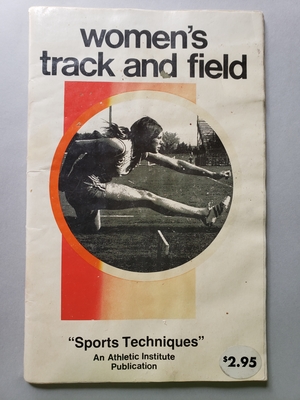 women's
track and field
"Sports Techniques"
An Athletic Institute
Publication
$2.95